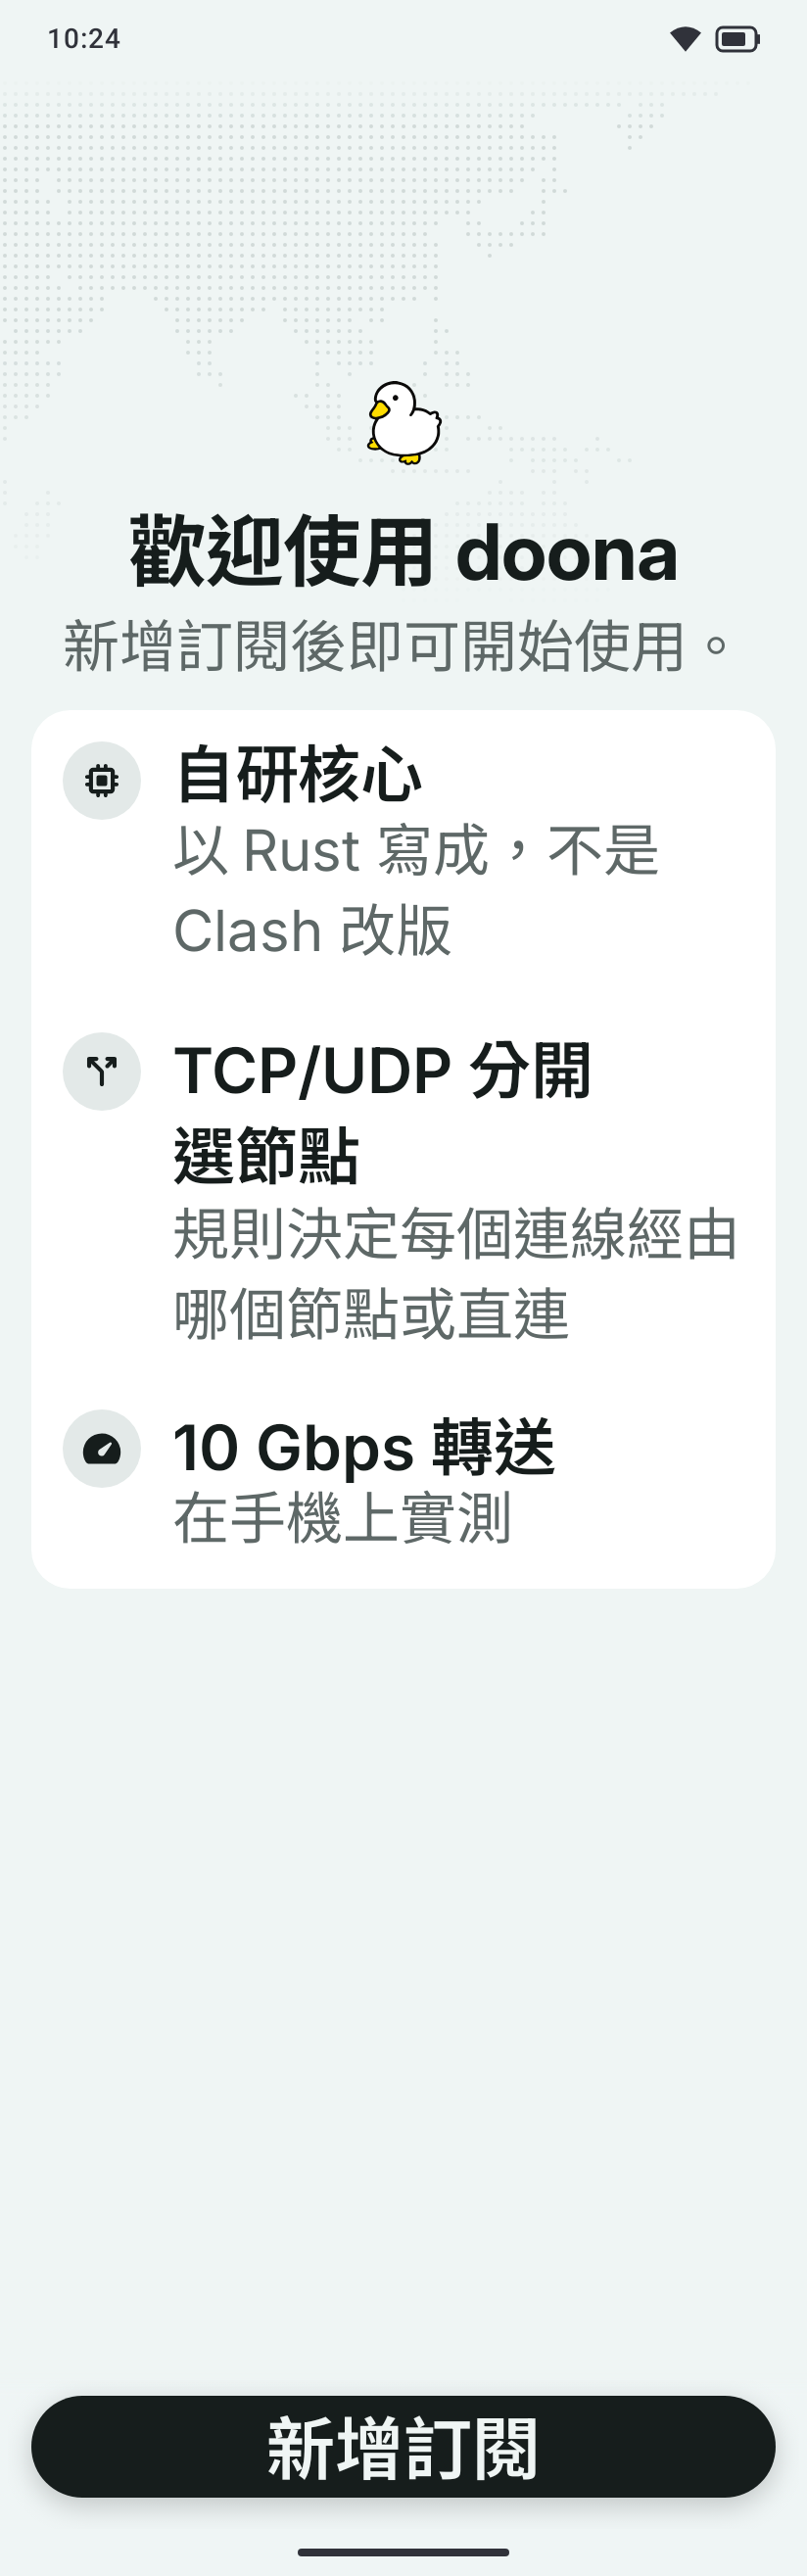 10:24
歡迎使用 doona
新增訂閱後即可開始使用。
自研核心
以 Rust 寫成，不是
Clash 改版
TCP/UDP 分開
選節點
規則決定每個連線經由
哪個節點或直連
10 Gbps 轉送
在手機上實測
新增訂閱